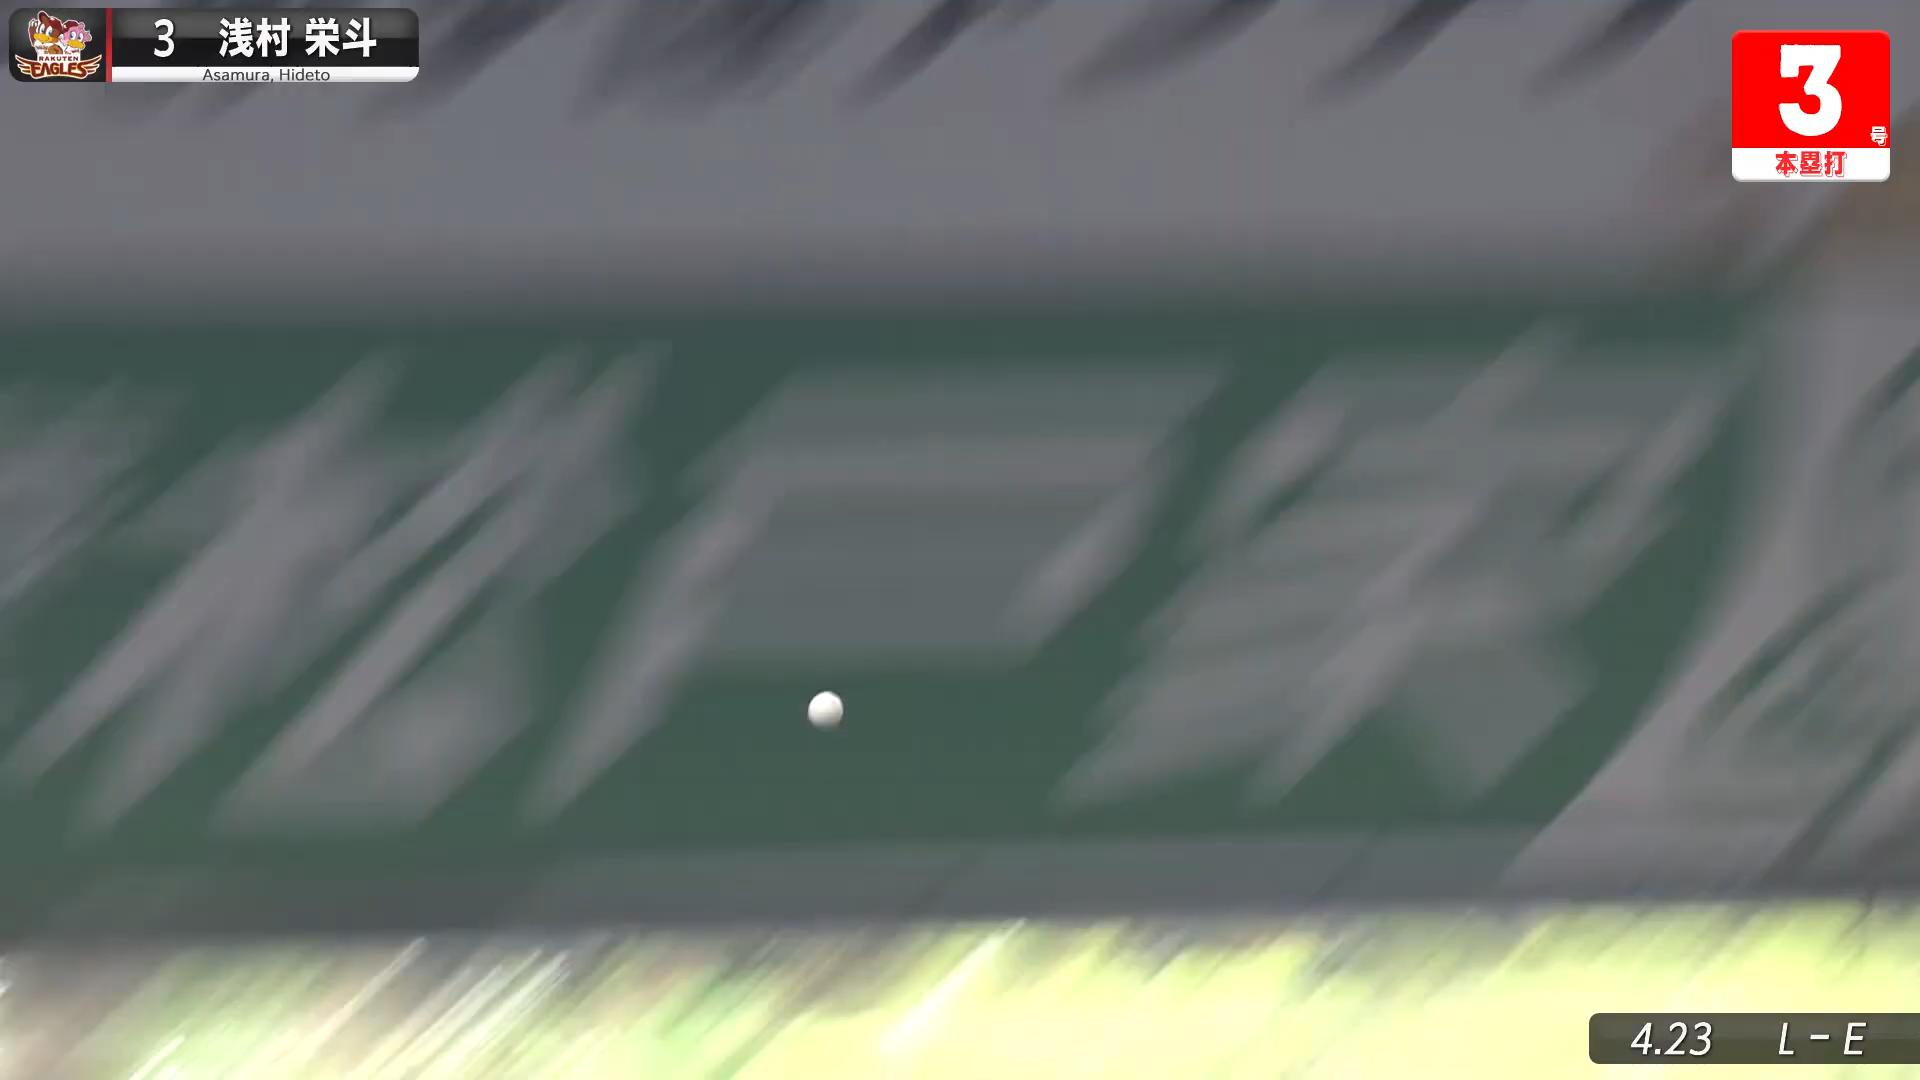 RAKUTEN
EAGLES
3 浅村 栄斗
Asamura, Hideto
3号
本塁打
4.23 L - E